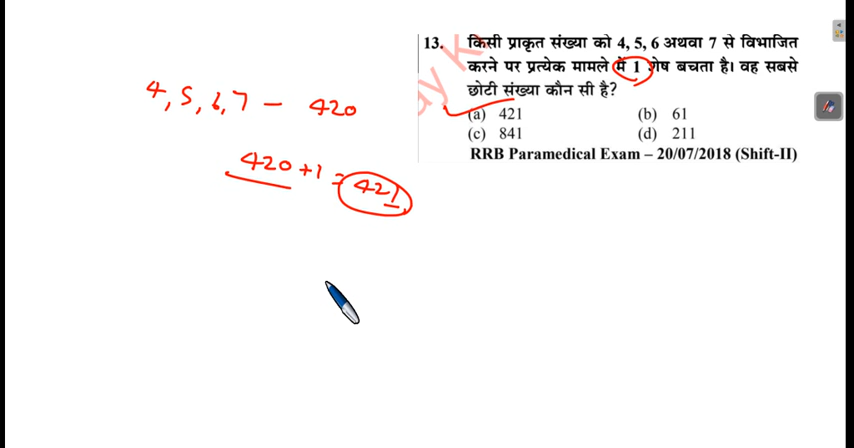 13. किसी प्राकृत संख्या को 4, 5, 6 अथवा 7 से विभाजित
करने पर प्रत्येक मामले में 1 शेष बचता है। वह सबसे
छोटी संख्या कौन सी है?
(a) 421 (b) 61
(c) 841 (d) 211
RRB Paramedical Exam – 20/07/2018 (Shift-II)
4, 5, 6, 7 – 420
420 + 1 = 421